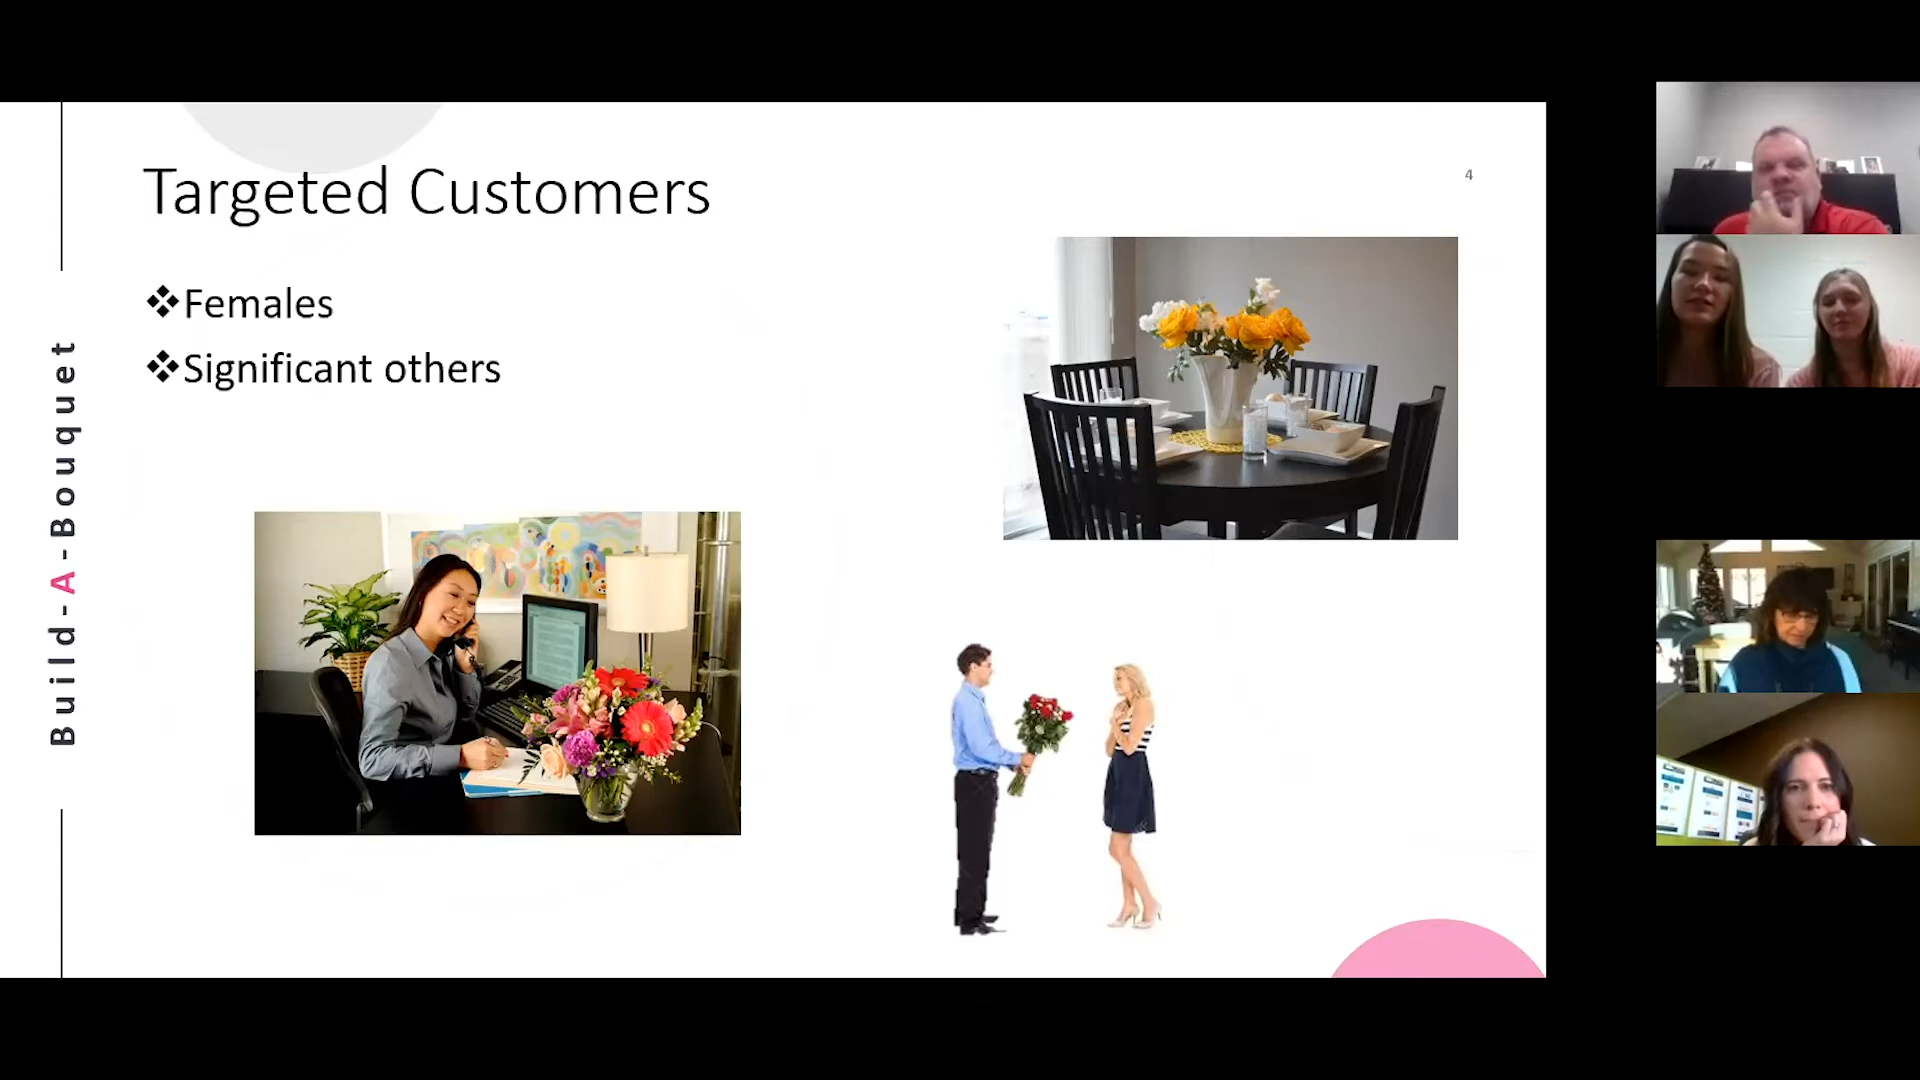 Targeted Customers
4
❖Females
❖Significant others
Build-A-Bouquet